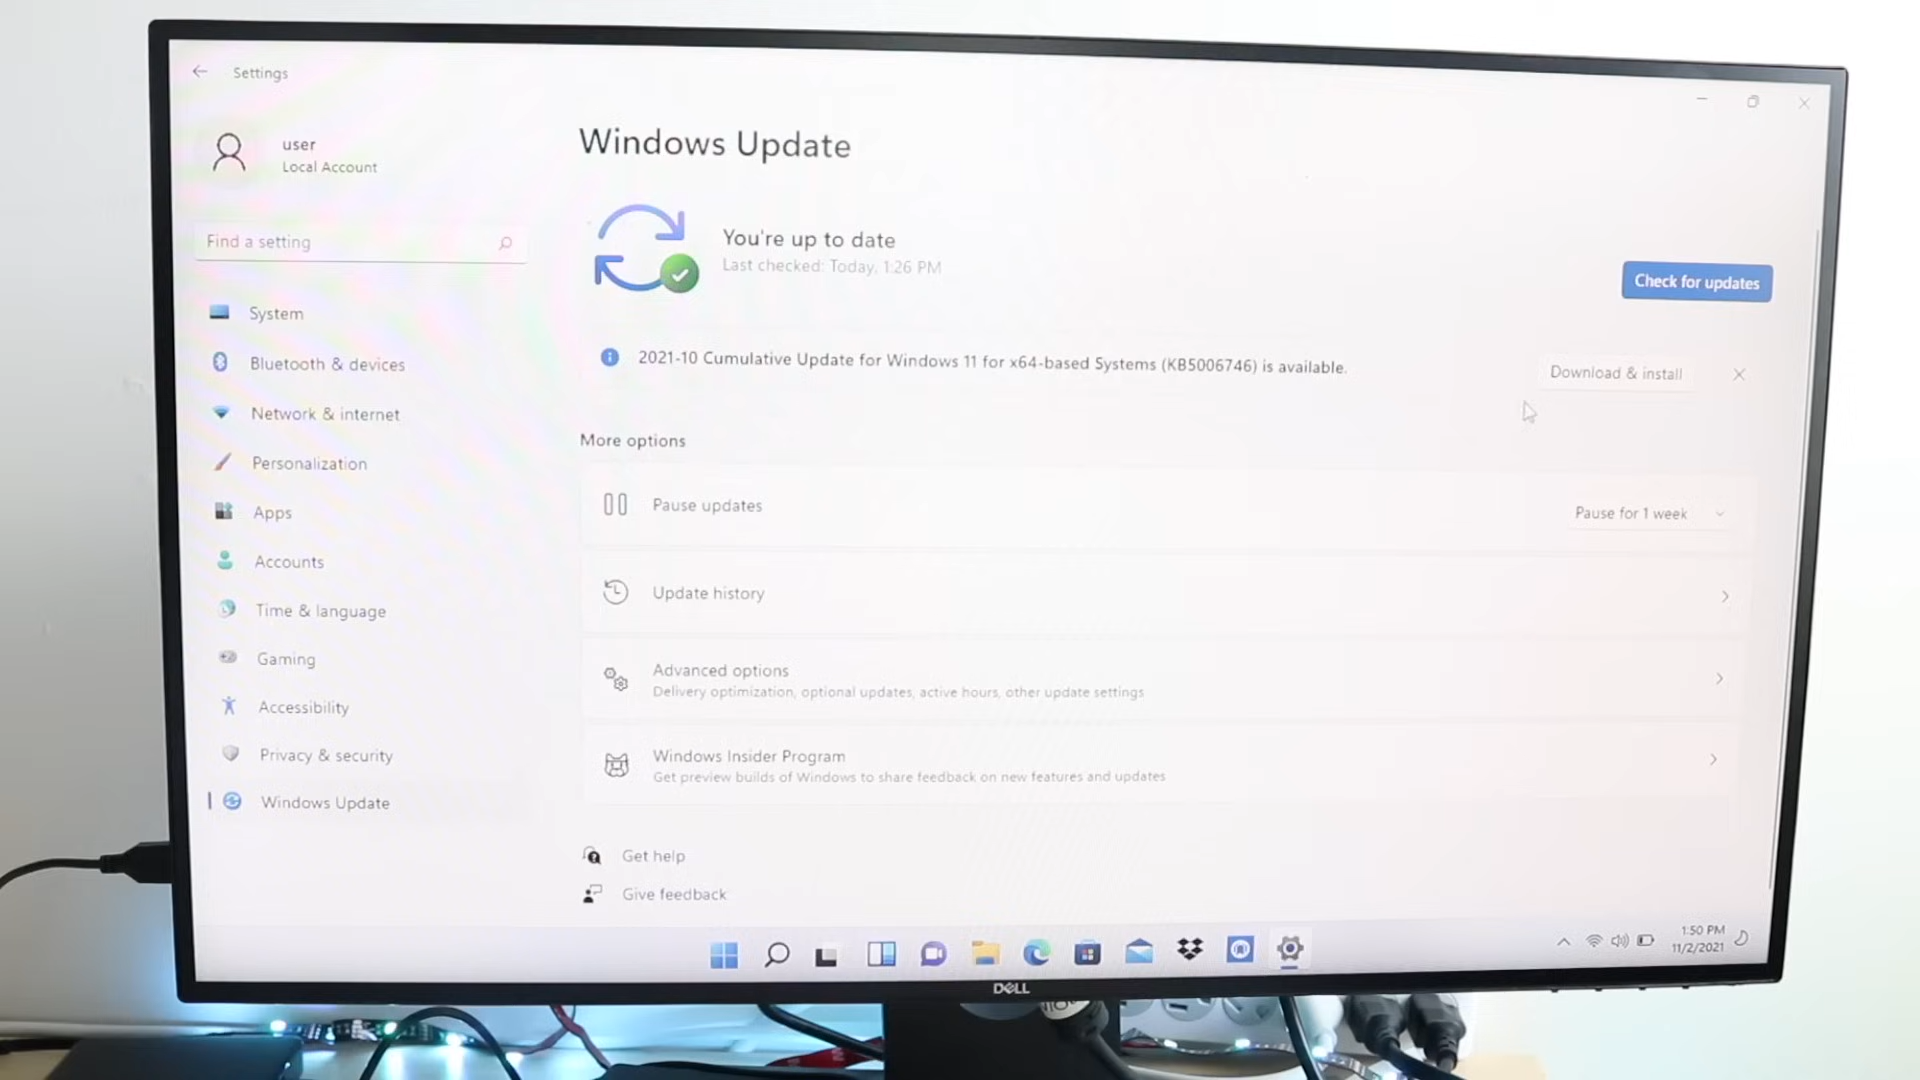 Settings
user
Local Account
Find a setting
System
Bluetooth & devices
Network & internet
Personalization
Apps
Accounts
Time & language
Gaming
Accessibility
Privacy & security
Windows Update
Windows Update
You're up to date
Last checked: Today, 1:26 PM
Check for updates
2021-10 Cumulative Update for Windows 11 for x64-based Systems (KB5006746) is available.
Download & install
More options
Pause updates
Pause for 1 week
Update history
Advanced options
Delivery optimization, optional updates, active hours, other update settings
Windows Insider Program
Get preview builds of Windows to share feedback on new features and updates
Get help
Give feedback
1:50 PM
11/2/2021
DELL